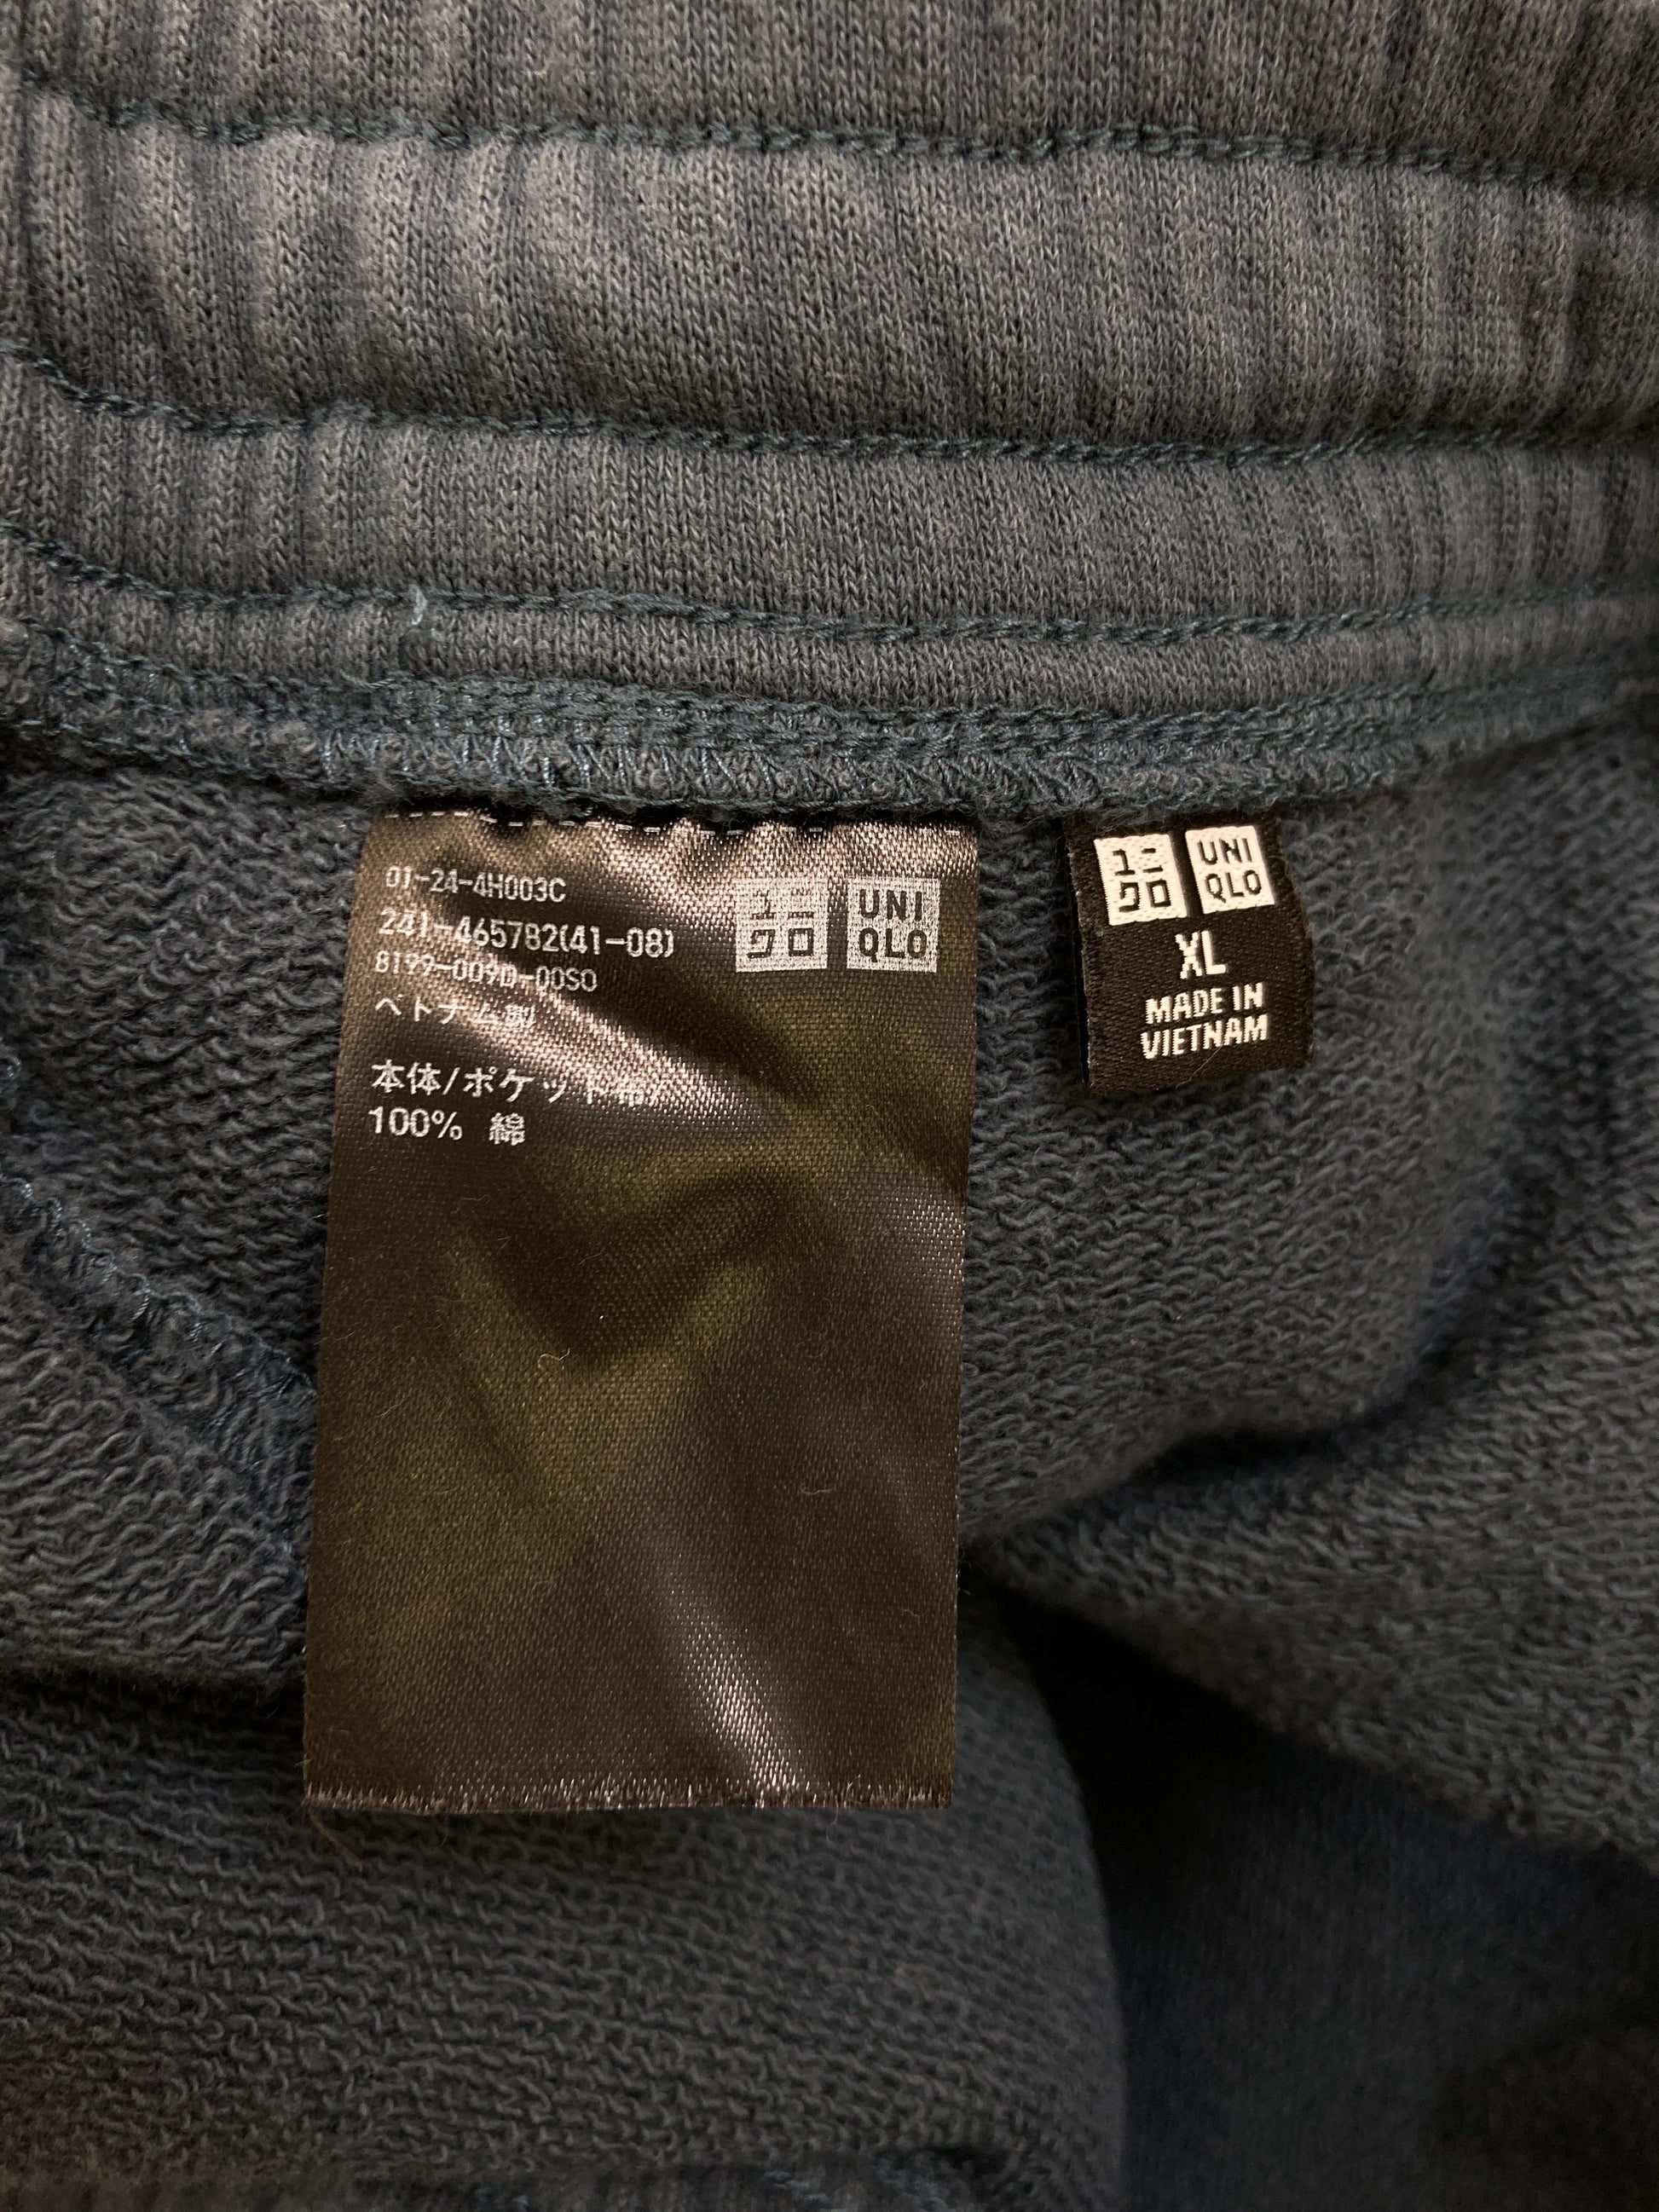 01-24-4H003C
241-465782(41-08)
8199-009D-00SO
ベトナム製
本体/ポケット布/
100% 綿
ユニ
クロ
UNI
QLO
ユニ
クロ
UNI
QLO
XL
MADE IN
VIETNAM